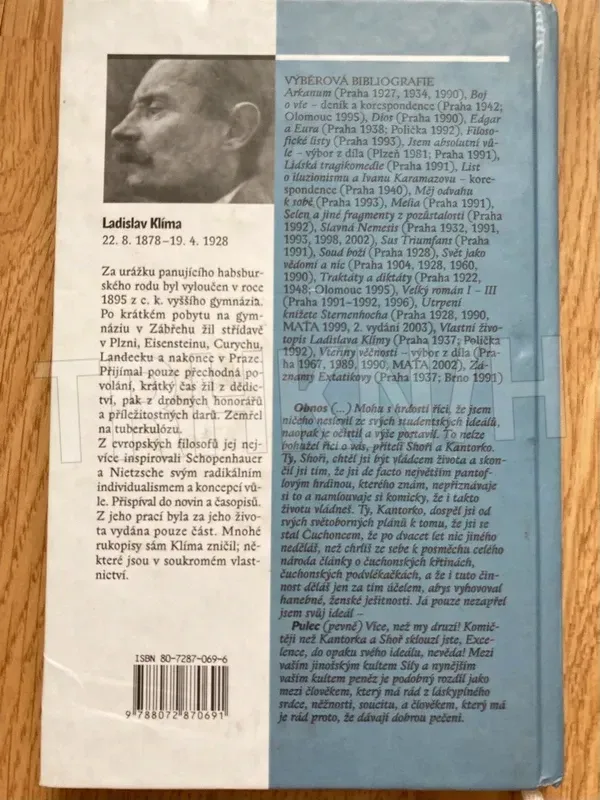 Ladislav Klíma
22. 8. 1878–19. 4. 1928
Za urážku panujícího habsbur-
ského rodu byl vyloučen v roce
1895 z c. k. vyššího gymnázia.
Po krátkém pobytu na gym-
náziu v Zábřehu žil střídavě
v Plzni, Eisensteinu, Curychu,
Landecku a nakonec v Praze.
Přijímal pouze přechodná po-
volání, krátký čas žil z dědic-
tví, pak z drobných honorářů
a příležitostných darů. Zemřel
na tuberkulózu.
Z evropských filosofů jej nej-
více inspirovali Schopenhauer
a Nietzsche svým radikálním
individualismem a koncepcí vů-
le. Přispíval do novin a časopisů.
Z jeho prací byla za jeho živo-
ta vydána pouze část. Mnohé
rukopisy sám Klíma zničil; ně-
které jsou v soukromém vlast-
nictví.
ISBN 80-7287-069-6
9 788072 870691
VÝBĚROVÁ BIBLIOGRAFIE
Arkanum (Praha 1927, 1934, 1990), Boj
o vše – deník a korespondence (Praha 1942;
Olomouc 1995), Dios (Praha 1990), Edgar
a Eura (Praha 1938; Polička 1992), Filoso-
fické listy (Praha 1993), Jsem absolutní vů-
le – výbor z díla (Plzeň 1981; Praha 1991),
Lidská tragikomedie (Praha 1991), List
o iluzionismu a Ivanu Karamazovu – kore-
spondence (Praha 1940), Měj odvahu
k sobě (Praha 1993), Melia (Praha 1991),
Selen a jiné fragmenty z pozůstalosti (Praha
1992), Slavná Nemesis (Praha 1932, 1991,
1993, 1998, 2002), Sus Triumfans (Praha
1991), Soud boží (Praha 1928), Svět jako
vědomí a nic (Praha 1904, 1928, 1960,
1990), Traktáty a diktáty (Praha 1922,
1948; Olomouc 1995), Velký román I – III
(Praha 1991–1992, 1996), Utrpení
knížete Sternenhocha (Praha 1928, 1990,
MAŤA 1999, 2. vydání 2003), Vlastní živo-
topis Ladislava Klímy (Praha 1937; Polička
1992), Vteřiny věčnosti – výbor z díla (Pra-
ha 1967, 1989, 1990, MAŤA 2002), Zá-
znamy Extatikovy (Praha 1937; Brno 1991)
Obnos (...) Mohu s hrdostí říci, že jsem
ničeho neslevil ze svých studentských ideálů,
naopak je očistil a výše postavil. To nelze
bohužel říci o vás, přátelé Shoři a Kantorko.
Ty, Shoři, chtěl jsi být vládcem života a skon-
čil jsi tím, že jsi de facto největším pantof-
lovým hrdinou, kterého znám, nepřiznávaje
si to a namlouvaje si komicky, že i takto
životu vládneš. Ty, Kantorko, dospěl jsi od
svých světoborných plánů k tomu, že jsi se
stal Čuchoncem, že po dvacet let nic jiného
neděláš, než chrlíš ze sebe k posměchu celého
národa články o čuchonských křtinách,
čuchonských podvlékačkách, a že i tuto čin-
nost děláš jen za tím účelem, abys vyhovoval
hanebné, ženské ješitnosti. Já pouze nezapřel
jsem svůj ideál –
Pulec (pevně) Více, než my druzí! Komič-
těji než Kantorka a Shoř sklouzl jste, Exce-
lence, do opaku svého ideálu, nevěda! Mezi
vaším jinošským kultem Síly a nynějším
vaším kultem peněz je podobný rozdíl jako
mezi člověkem, který má rád z láskyplného
srdce, něžnosti, soucitu, a člověkem, který má
je rád proto, že dávají dobrou pečeni.